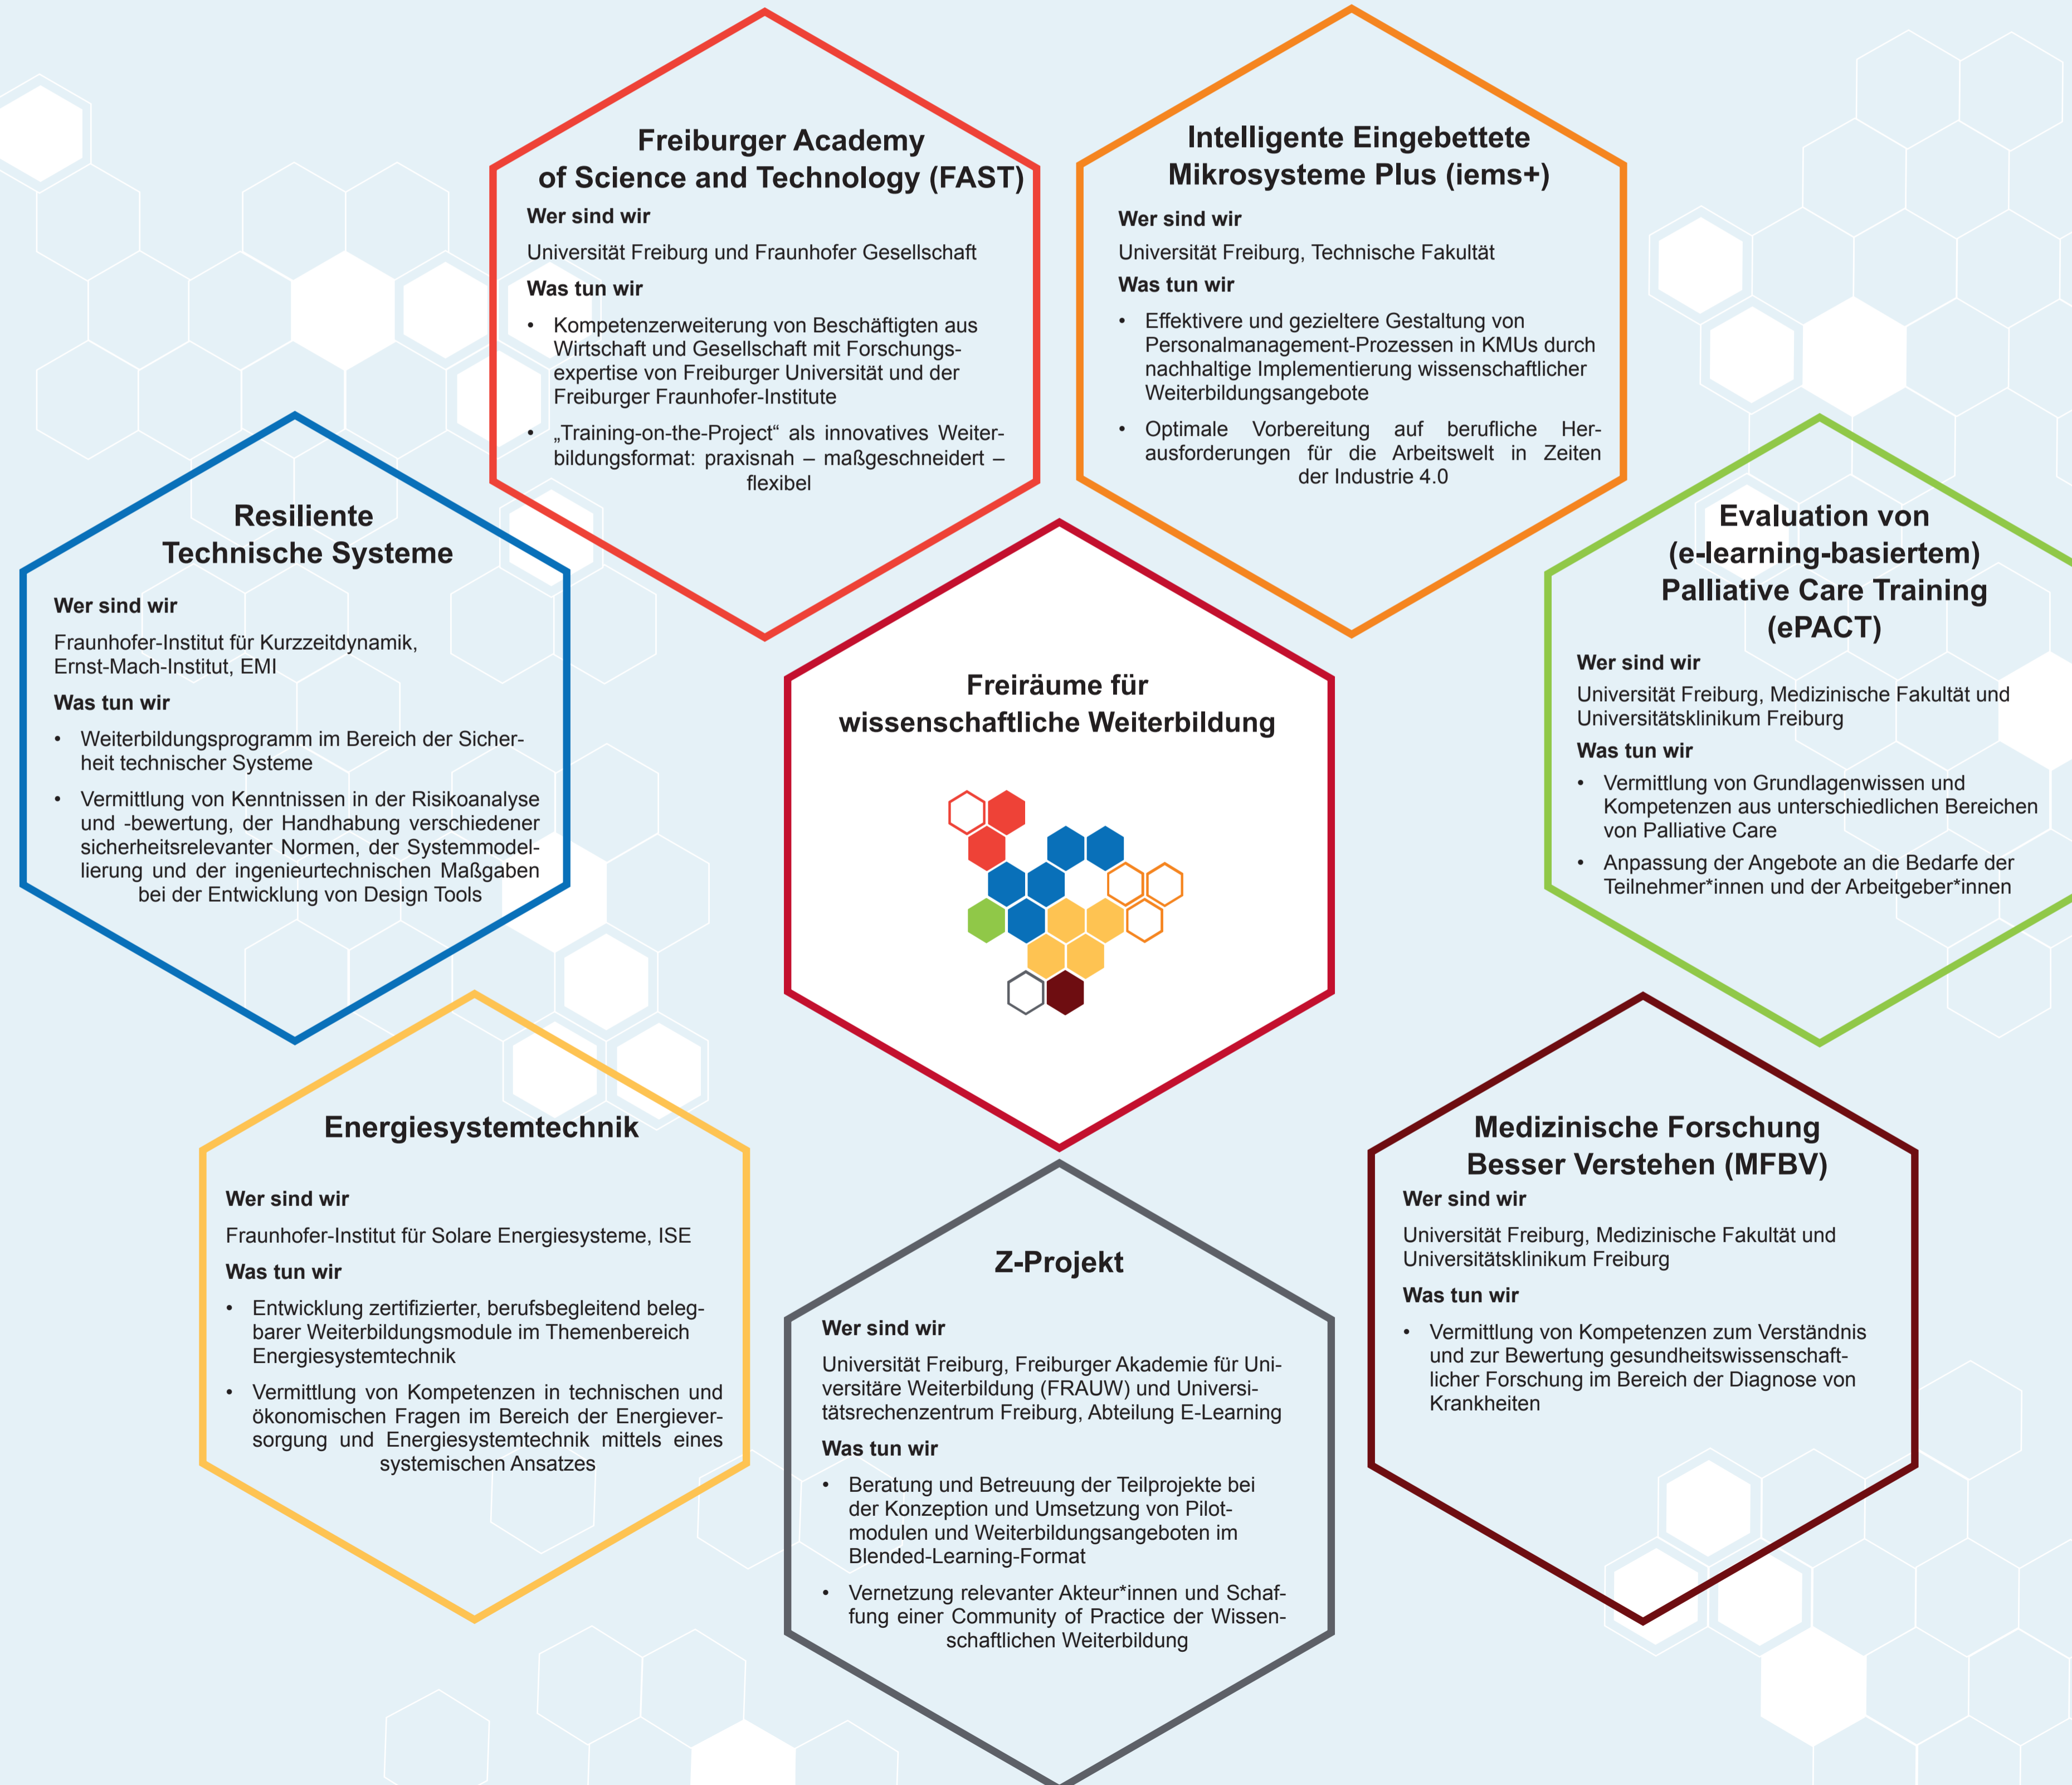 Freiburger Academy
of Science and Technology (FAST)
Wer sind wir
Universität Freiburg und Fraunhofer Gesellschaft
Was tun wir
• Kompetenzerweiterung von Beschäftigten aus
Wirtschaft und Gesellschaft mit Forschungs-
expertise von Freiburger Universität und der
Freiburger Fraunhofer-Institute
• „Training-on-the-Project“ als innovatives Weiter-
bildungsformat: praxisnah – maßgeschneidert –
flexibel
Intelligente Eingebettete
Mikrosysteme Plus (iems+)
Wer sind wir
Universität Freiburg, Technische Fakultät
Was tun wir
• Effektivere und gezieltere Gestaltung von
Personalmanagement-Prozessen in KMUs durch
nachhaltige Implementierung wissenschaftlicher
Weiterbildungsangebote
• Optimale Vorbereitung auf berufliche Her-
ausforderungen für die Arbeitswelt in Zeiten
der Industrie 4.0
Resiliente
Technische Systeme
Wer sind wir
Fraunhofer-Institut für Kurzzeitdynamik,
Ernst-Mach-Institut, EMI
Was tun wir
• Weiterbildungsprogramm im Bereich der Sicher-
heit technischer Systeme
• Vermittlung von Kenntnissen in der Risikoanalyse
und -bewertung, der Handhabung verschiedener
sicherheitsrelevanter Normen, der Systemmodel-
lierung und der ingenieurtechnischen Maßgaben
bei der Entwicklung von Design Tools
Freiräume für
wissenschaftliche Weiterbildung
Evaluation von
(e-learning-basiertem)
Palliative Care Training
(ePACT)
Wer sind wir
Universität Freiburg, Medizinische Fakultät und
Universitätsklinikum Freiburg
Was tun wir
• Vermittlung von Grundlagenwissen und
Kompetenzen aus unterschiedlichen Bereichen
von Palliative Care
• Anpassung der Angebote an die Bedarfe der
Teilnehmer*innen und der Arbeitgeber*innen
Energiesystemtechnik
Wer sind wir
Fraunhofer-Institut für Solare Energiesysteme, ISE
Was tun wir
• Entwicklung zertifizierter, berufsbegleitend beleg-
barer Weiterbildungsmodule im Themenbereich
Energiesystemtechnik
• Vermittlung von Kompetenzen in technischen und
ökonomischen Fragen im Bereich der Energiever-
sorgung und Energiesystemtechnik mittels eines
systemischen Ansatzes
Z-Projekt
Wer sind wir
Universität Freiburg, Freiburger Akademie für Uni-
versitäre Weiterbildung (FRAUW) und Universi-
tätsrechenzentrum Freiburg, Abteilung E-Learning
Was tun wir
• Beratung und Betreuung der Teilprojekte bei
der Konzeption und Umsetzung von Pilot-
modulen und Weiterbildungsangeboten im
Blended-Learning-Format
• Vernetzung relevanter Akteur*innen und Schaf-
fung einer Community of Practice der Wissen-
schaftlichen Weiterbildung
Medizinische Forschung
Besser Verstehen (MFBV)
Wer sind wir
Universität Freiburg, Medizinische Fakultät und
Universitätsklinikum Freiburg
Was tun wir
• Vermittlung von Kompetenzen zum Verständnis
und zur Bewertung gesundheitswissenschaft-
licher Forschung im Bereich der Diagnose von
Krankheiten